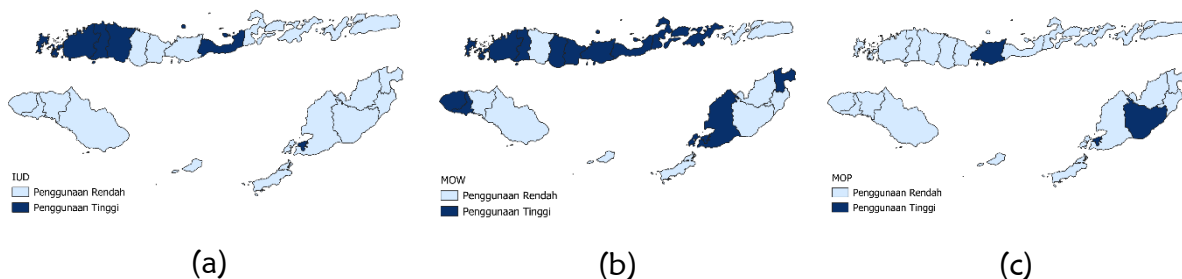 IUD
Penggunaan Rendah
Penggunaan Tinggi
MOW
Penggunaan Rendah
Penggunaan Tinggi
MOP
Penggunaan Rendah
Penggunaan Tinggi
(a)
(b)
(c)